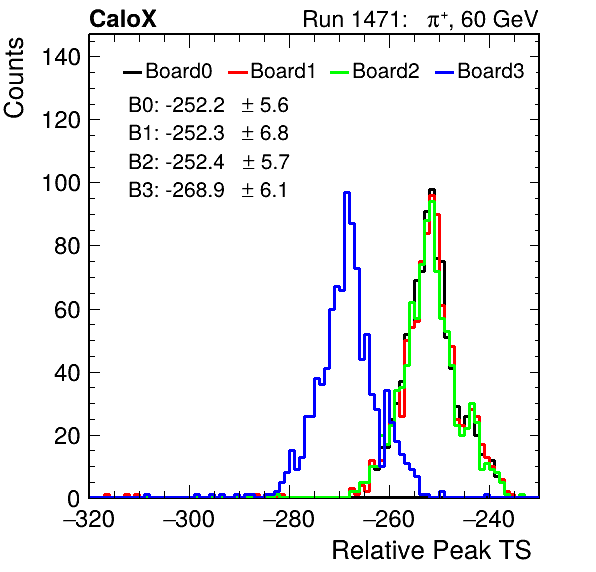 CaloX Run 1471: π⁺, 60 GeV
Counts
140
120
100
80
60
40
20
0
Board0 Board1 Board2 Board3
B0: -252.2 ± 5.6
B1: -252.3 ± 6.8
B2: -252.4 ± 5.7
B3: -268.9 ± 6.1
−320 −300 −280 −260 −240
Relative Peak TS